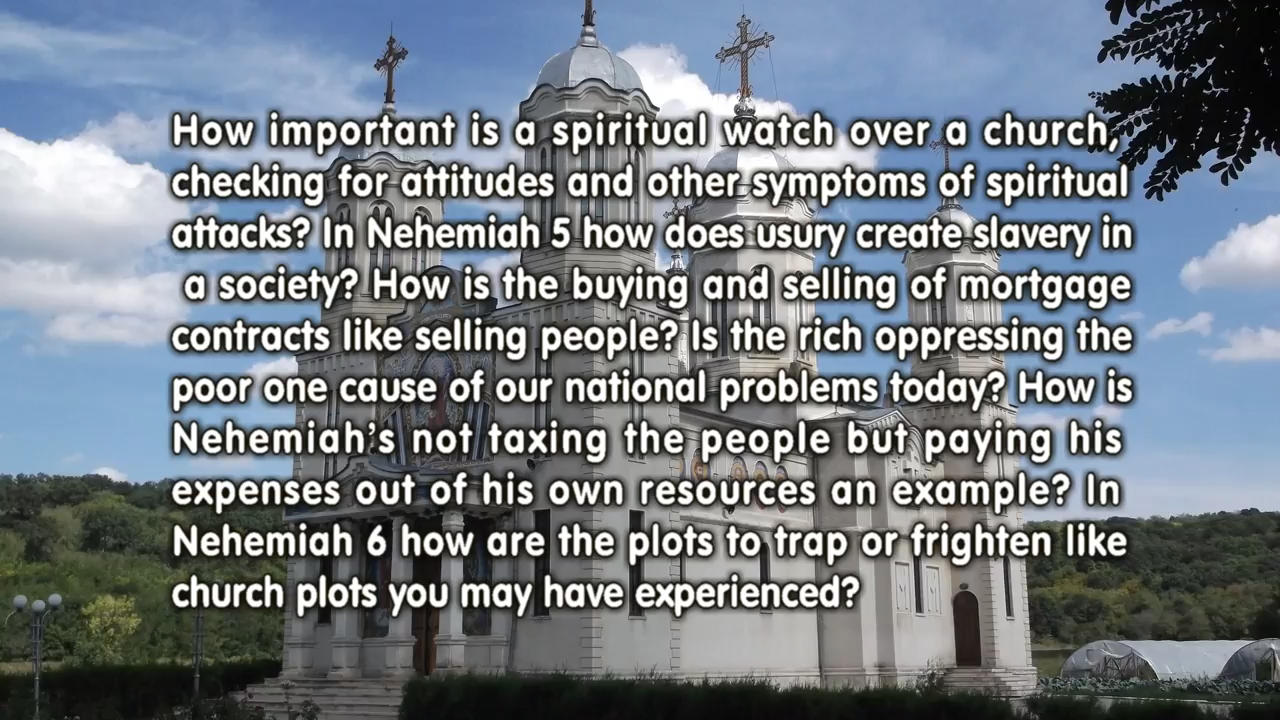 How important is a spiritual watch over a church,
checking for attitudes and other symptoms of spiritual
attacks? In Nehemiah 5 how does usury create slavery in
a society? How is the buying and selling of mortgage
contracts like selling people? Is the rich oppressing the
poor one cause of our national problems today? How is
Nehemiah's not taxing the people but paying his
expenses out of his own resources an example? In
Nehemiah 6 how are the plots to trap or frighten like
church plots you may have experienced?